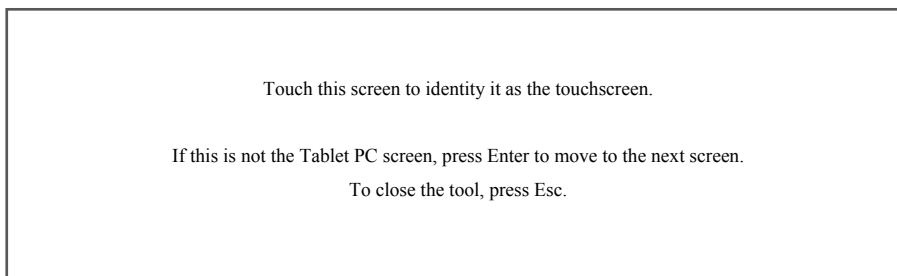 Touch this screen to identity it as the touchscreen.
If this is not the Tablet PC screen, press Enter to move to the next screen.
To close the tool, press Esc.